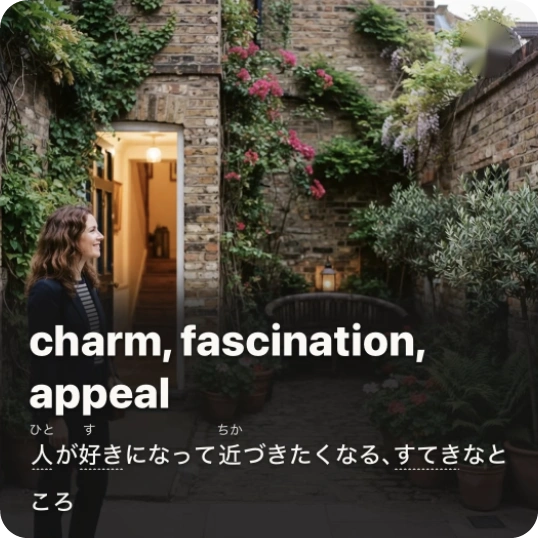 charm, fascination,
appeal
ひと す ちか
人が好きになって近づきたくなる、すてきなと
ころ